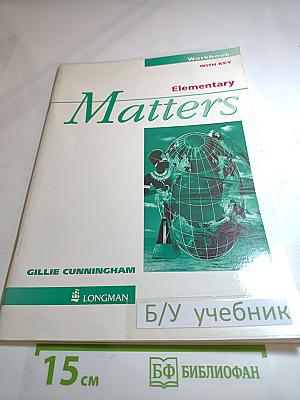 Workbook
WITH KEY
Elementary
Matters
GILLIE CUNNINGHAM
LONGMAN
Б/У учебник
15 см
БФ БИБЛИОФАН